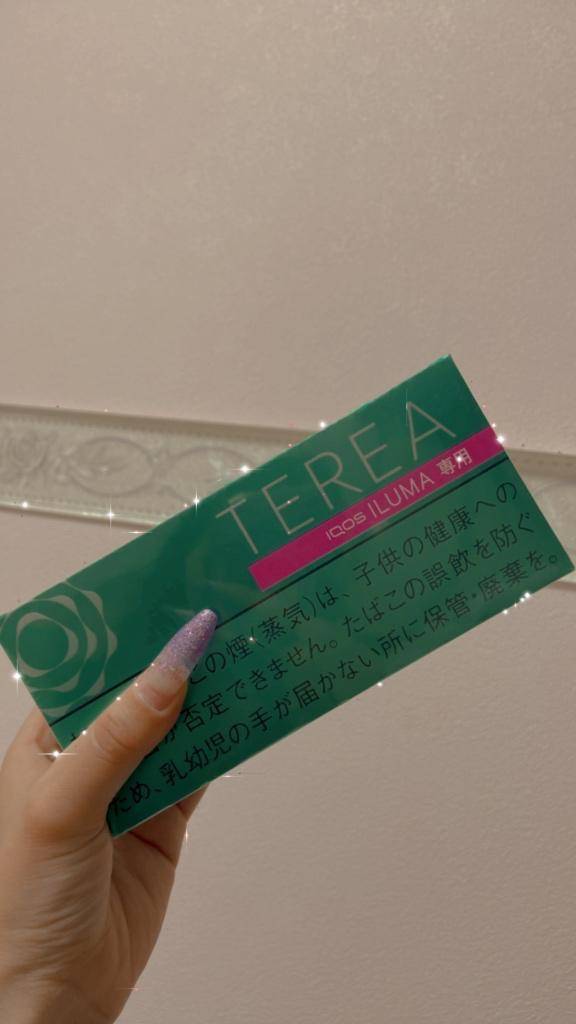 TEREA
IQOS ILUMA 専用
この煙(蒸気)は、子供の健康への
否定できません。たばこの誤飲を防ぐ
ため、乳幼児の手が届かない所に保管・廃棄を。